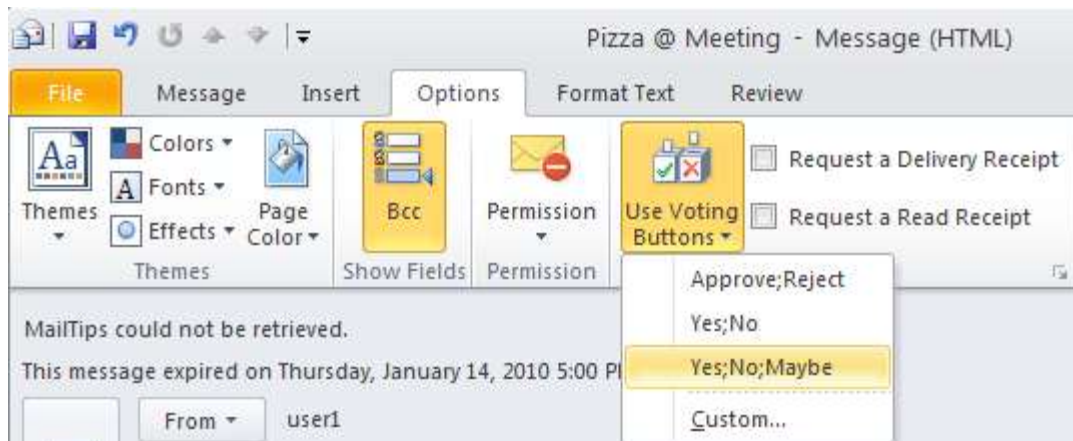 Pizza @ Meeting - Message (HTML)
File Message Insert Options Format Text Review
Aa Themes
Colors
A Fonts
Effects
Page
Color
Bcc
Permission
Use Voting
Buttons
Request a Delivery Receipt
Request a Read Receipt
Themes Show Fields Permission
Approve;Reject
Yes;No
Yes;No;Maybe
Custom...
MailTips could not be retrieved.
This message expired on Thursday, January 14, 2010 5:00
From user1